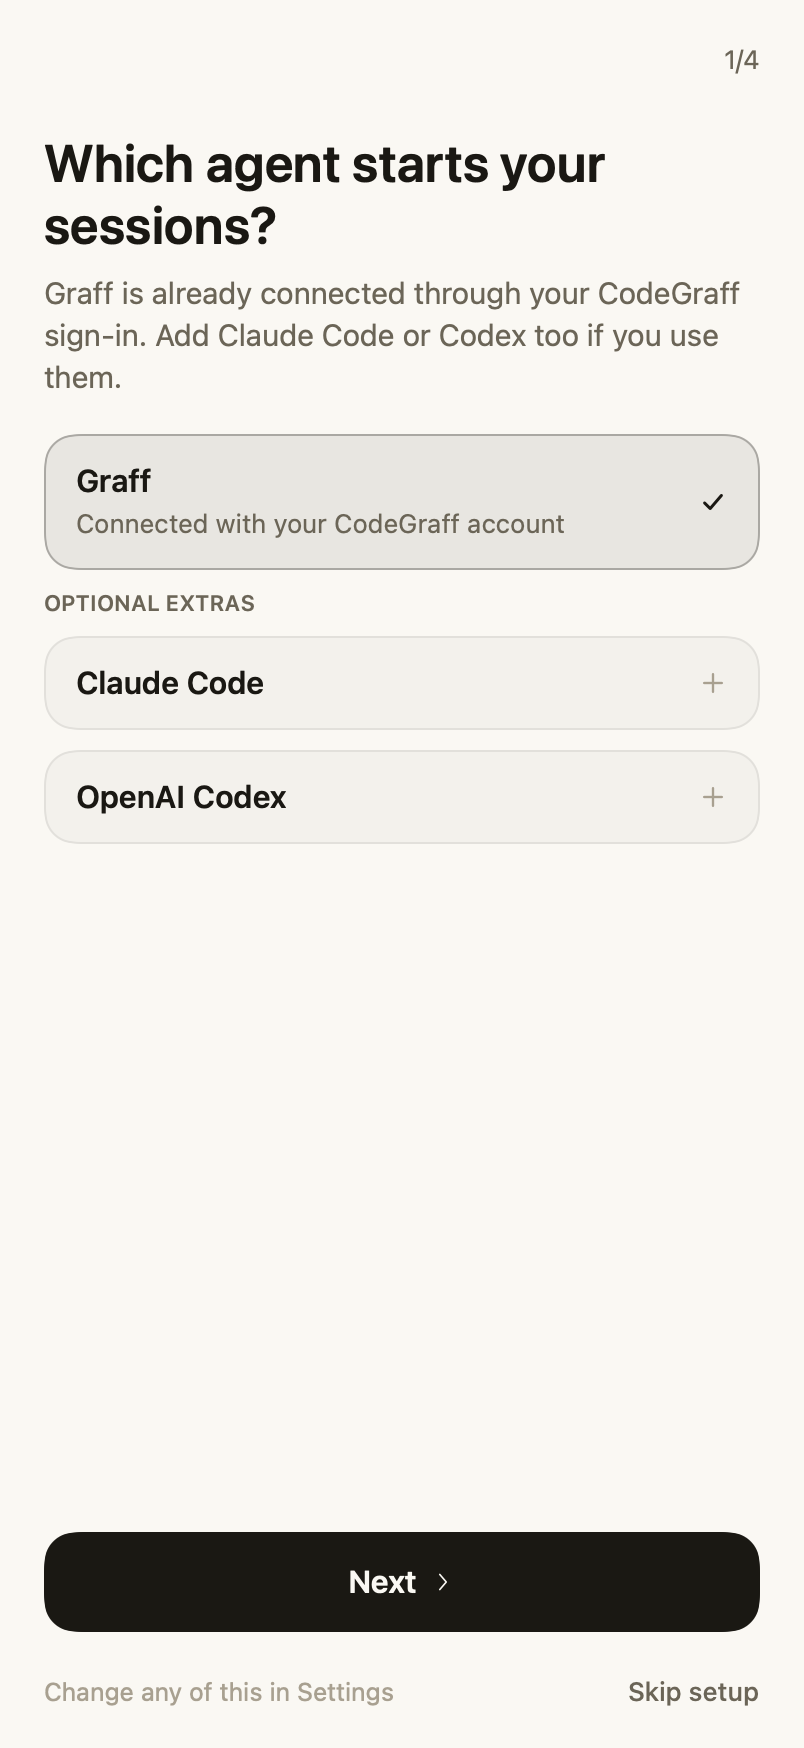 1/4
Which agent starts your
sessions?
Graff is already connected through your CodeGraff
sign-in. Add Claude Code or Codex too if you use
them.
Graff
Connected with your CodeGraff account
OPTIONAL EXTRAS
Claude Code
OpenAI Codex
Next
Change any of this in Settings
Skip setup